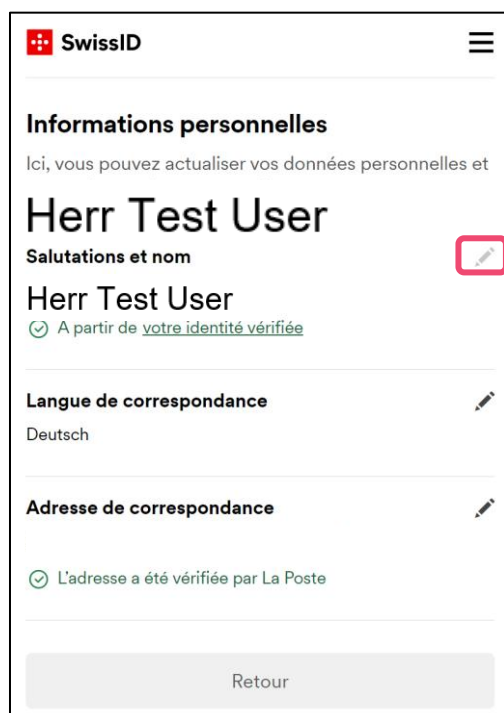 SwissID
Informations personnelles
Ici, vous pouvez actualiser vos données personnelles et
Herr Test User
Salutations et nom
Herr Test User
A partir de votre identité vérifiée
Langue de correspondance
Deutsch
Adresse de correspondance
L'adresse a été vérifiée par La Poste
Retour